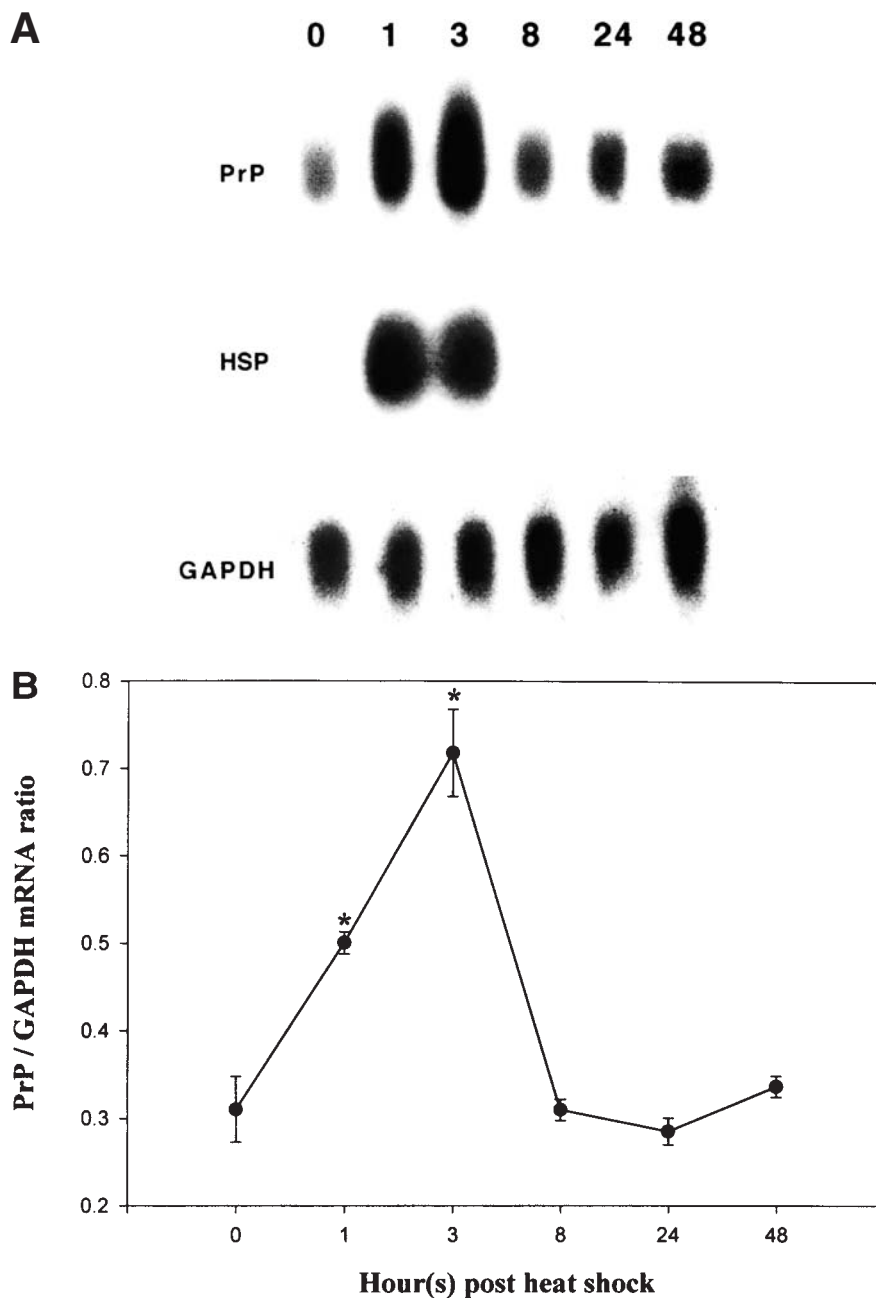 A
0 1 3 8 24 48
PrP
HSP
GAPDH
B
0.8
0.7
0.6
0.5
0.4
0.3
0.2
*
*
PrP / GAPDH mRNA ratio
0 1 3 8 24 48
Hour(s) post heat shock